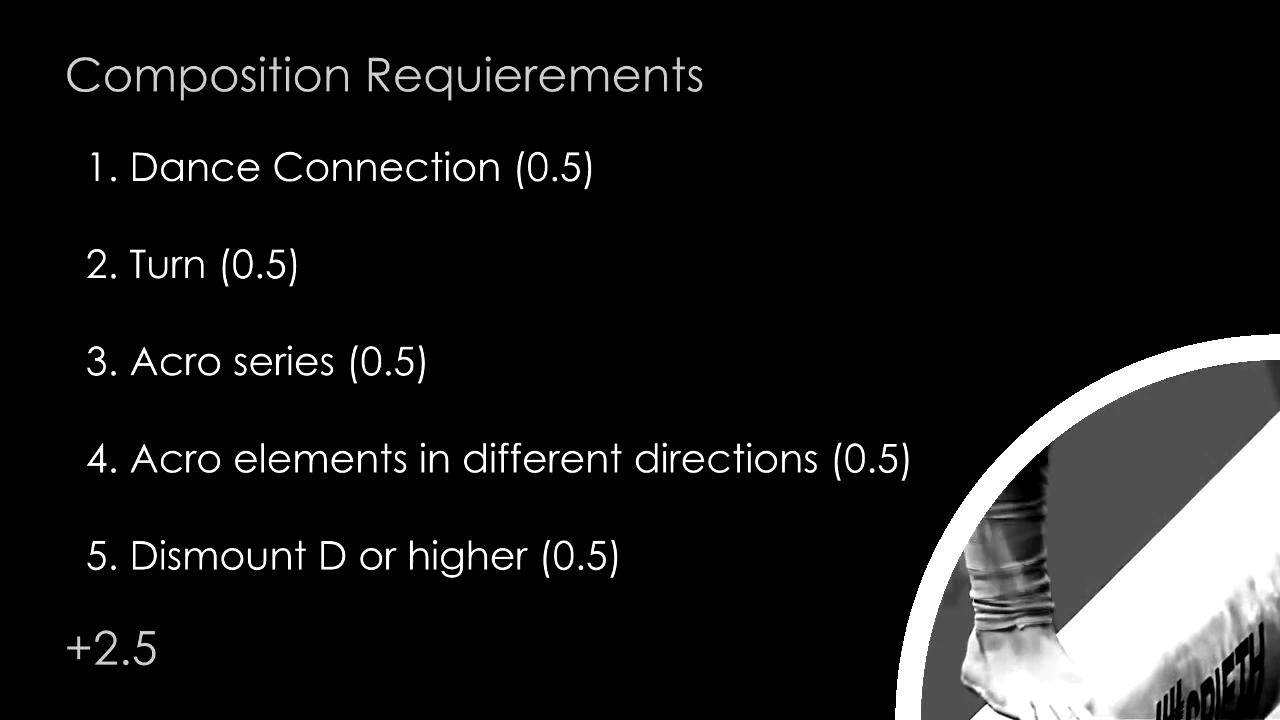 Composition Requierements
1. Dance Connection (0.5)
2. Turn (0.5)
3. Acro series (0.5)
4. Acro elements in different directions (0.5)
5. Dismount D or higher (0.5)
+2.5